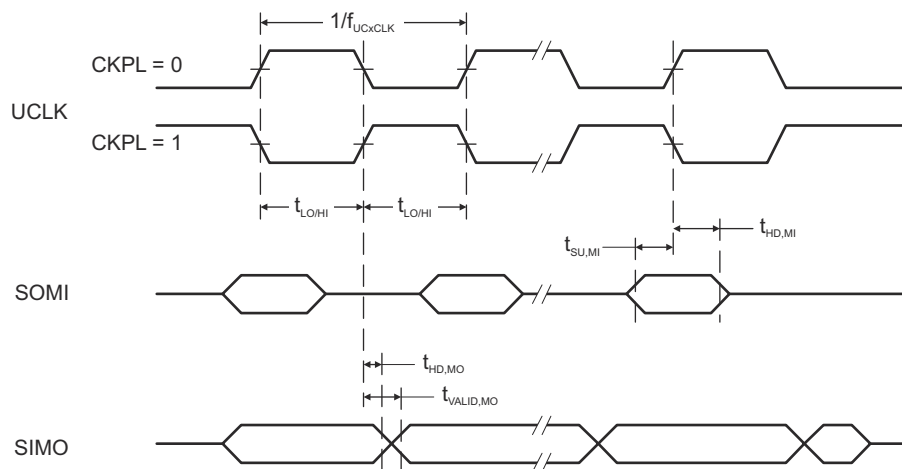 1/fUCxCLK
CKPL = 0
UCLK
CKPL = 1
tLO/HI tLO/HI
tSU,MI
tHD,MI
SOMI
tHD,MO
tVALID,MO
SIMO